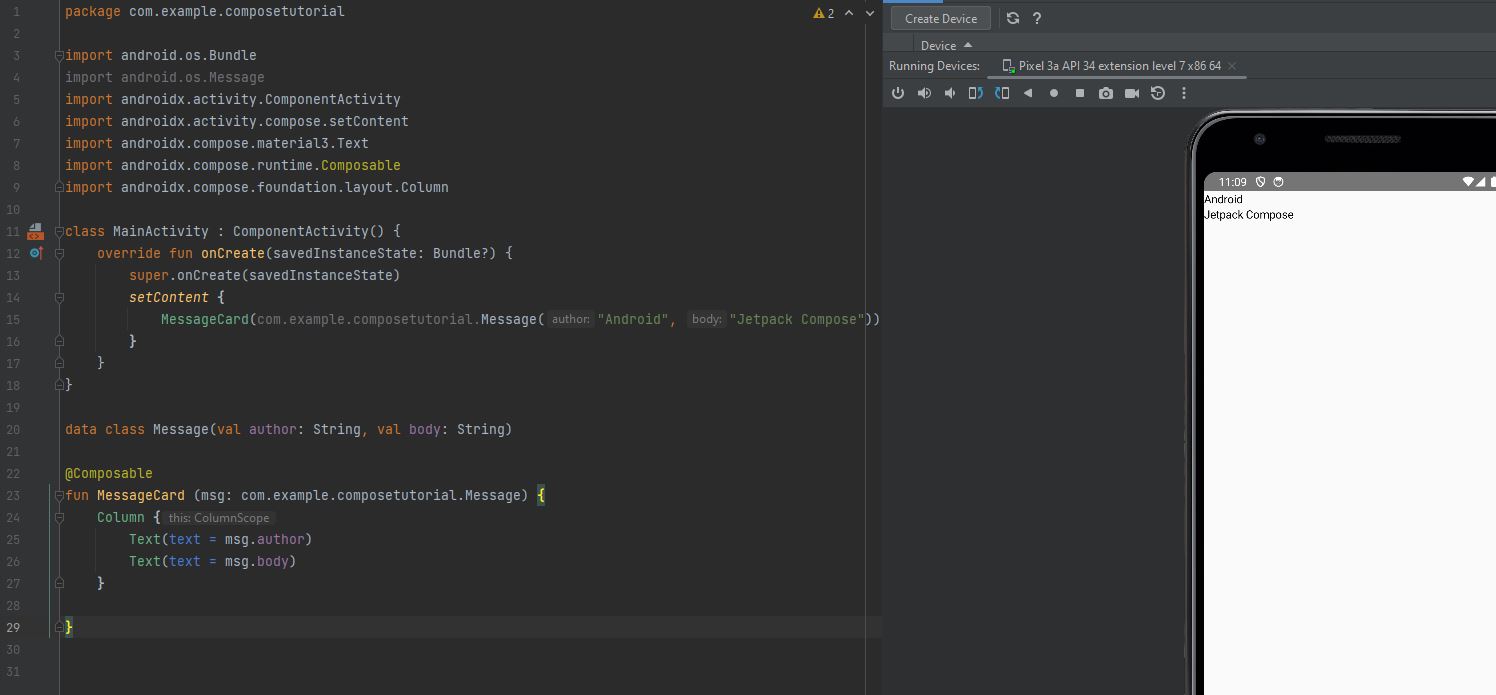 1 package com.example.composetutorial
2
3 import android.os.Bundle
4 import android.os.Message
5 import androidx.activity.ComponentActivity
6 import androidx.activity.compose.setContent
7 import androidx.compose.material3.Text
8 import androidx.compose.runtime.Composable
9 import androidx.compose.foundation.layout.Column
10
11 class MainActivity : ComponentActivity() {
12 override fun onCreate(savedInstanceState: Bundle?) {
13 super.onCreate(savedInstanceState)
14 setContent {
15 MessageCard(com.example.composetutorial.Message( author: "Android", body: "Jetpack Compose"))
16 }
17 }
18 }
19
20 data class Message(val author: String, val body: String)
21
22 @Composable
23 fun MessageCard (msg: com.example.composetutorial.Message) {
24 Column { this: ColumnScope
25 Text(text = msg.author)
26 Text(text = msg.body)
27 }
28
29 }
30
31
2
Create Device ?
Device
Running Devices: Pixel 3a API 34 extension level 7 x86 64
11:09
Android
Jetpack Compose